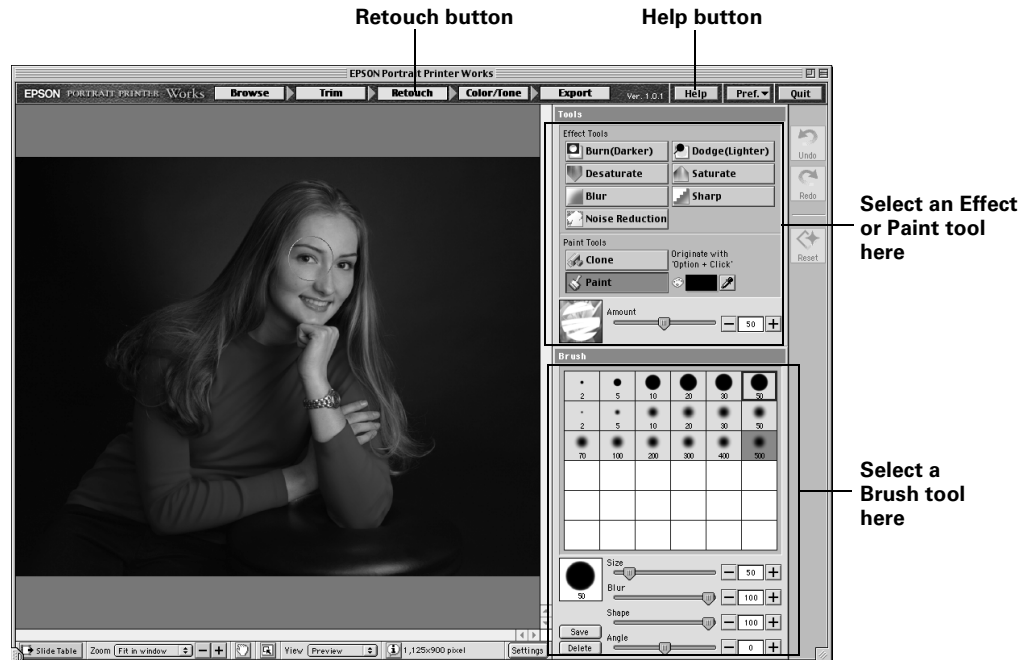 Retouch button
Help button
EPSON Portrait Printer Works
EPSON PORTRAIT PRINTER Works
Browse
Trim
Retouch
Color/Tone
Export
Ver. 1.0.1
Help
Pref.
Quit
Tools
Effect Tools
Burn(Darker)
Dodge(Lighter)
Desaturate
Saturate
Blur
Sharp
Noise Reduction
Paint Tools
Clone
Originate with
'Option + Click'
Paint
Amount
50
Undo
Redo
Reset
Select an Effect
or Paint tool
here
Brush
2 5 10 20 30 50
2 5 10 20 30 50
70 100 200 300 400 500
Select a
Brush tool
here
50
Size
50
Blur
100
Shape
100
Save
Delete
Angle
0
Slide Table
Zoom
Fit in window
View
Preview
1,125x900 pixel
Settings